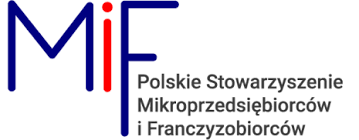 MiF
Polskie Stowarzyszenie
Mikroprzedsiębiorców
i Franczyzobiorców